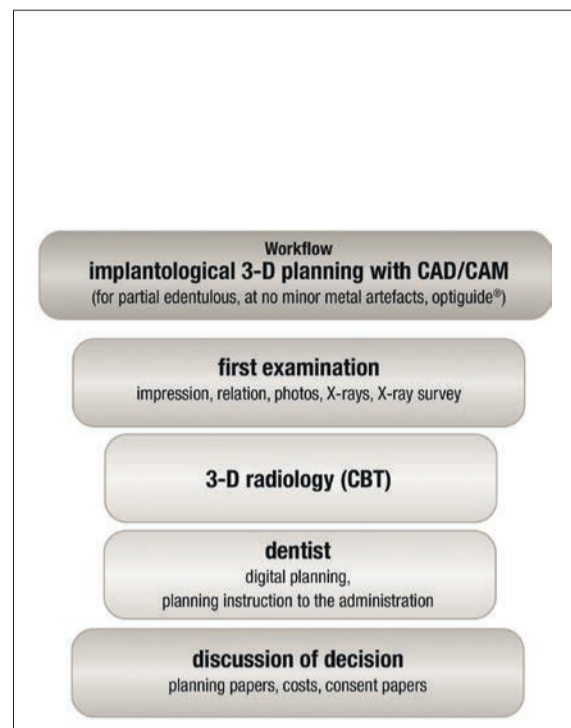 Workflow
implantological 3-D planning with CAD/CAM
(for partial edentulous, at no minor metal artefacts, optiguide®)
first examination
impression, relation, photos, X-rays, X-ray survey
3-D radiology (CBT)
dentist
digital planning,
planning instruction to the administration
discussion of decision
planning papers, costs, consent papers